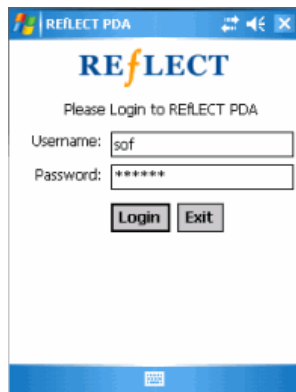 REfLECT PDA
REfLECT
Please Login to REfLECT PDA
Username: sof
Password: ******
Login Exit